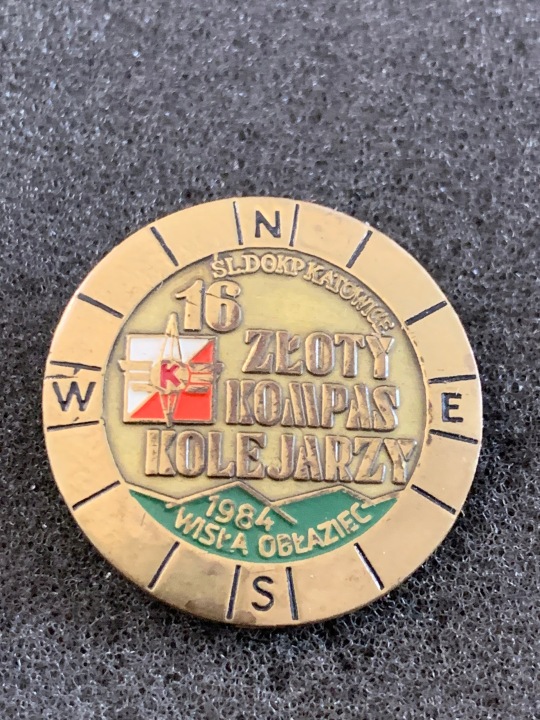 N
ŚL.DOKP KATOWICE
16
ZŁOTY
K
KOMPAS
W
E
KOLEJARZY
1984
WISŁA OBŁAZIEC
S